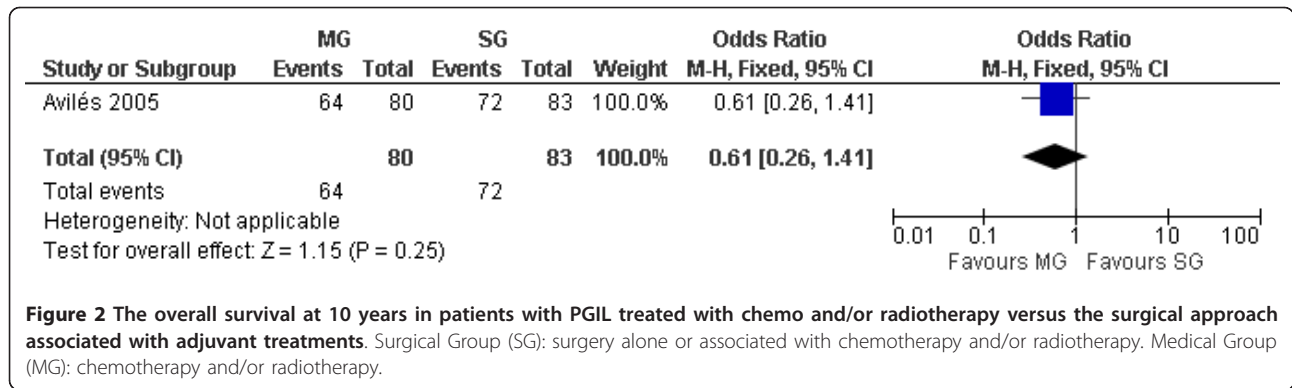 MG SG Odds Ratio Odds Ratio
Study or Subgroup Events Total Events Total Weight M-H, Fixed, 95% CI M-H, Fixed, 95% CI
Avilés 2005 64 80 72 83 100.0% 0.61 [0.26, 1.41]
Total (95% CI) 80 83 100.0% 0.61 [0.26, 1.41]
Total events 64 72
Heterogeneity: Not applicable
Test for overall effect: Z = 1.15 (P = 0.25)
0.01 0.1 1 10 100
Favours MG Favours SG
Figure 2 The overall survival at 10 years in patients with PGIL treated with chemo and/or radiotherapy versus the surgical approach
associated with adjuvant treatments. Surgical Group (SG): surgery alone or associated with chemotherapy and/or radiotherapy. Medical Group
(MG): chemotherapy and/or radiotherapy.